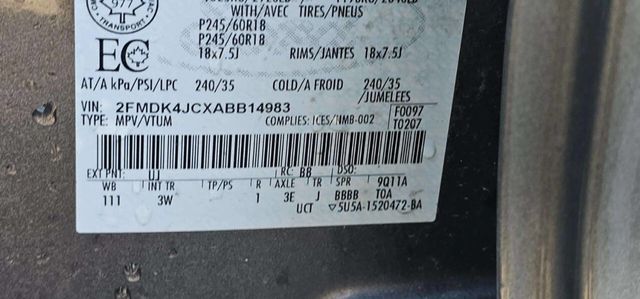 977
TRANSPORT
WITH/AVEC TIRES/PNEUS
P245/60R18
P245/60R18
18x7.5J RIMS/JANTES 18x7.5J
EC
AT/A kPa/PSI/LPC 240/35 COLD/A FROID 240/35
/JUMELEES
VIN: 2FMDK4JCXABB14983 F0097
TYPE: MPV/VTUM COMPLIES: ICES/NMB-002 T0207
EXT PNT: UJ RC: BB DSO:
WB INT TR TP/PS R AXLE TR SPR 9Q11A
111 3W 1 3E J BBBB TOA
UCT ▽5U5A-1520472-BA